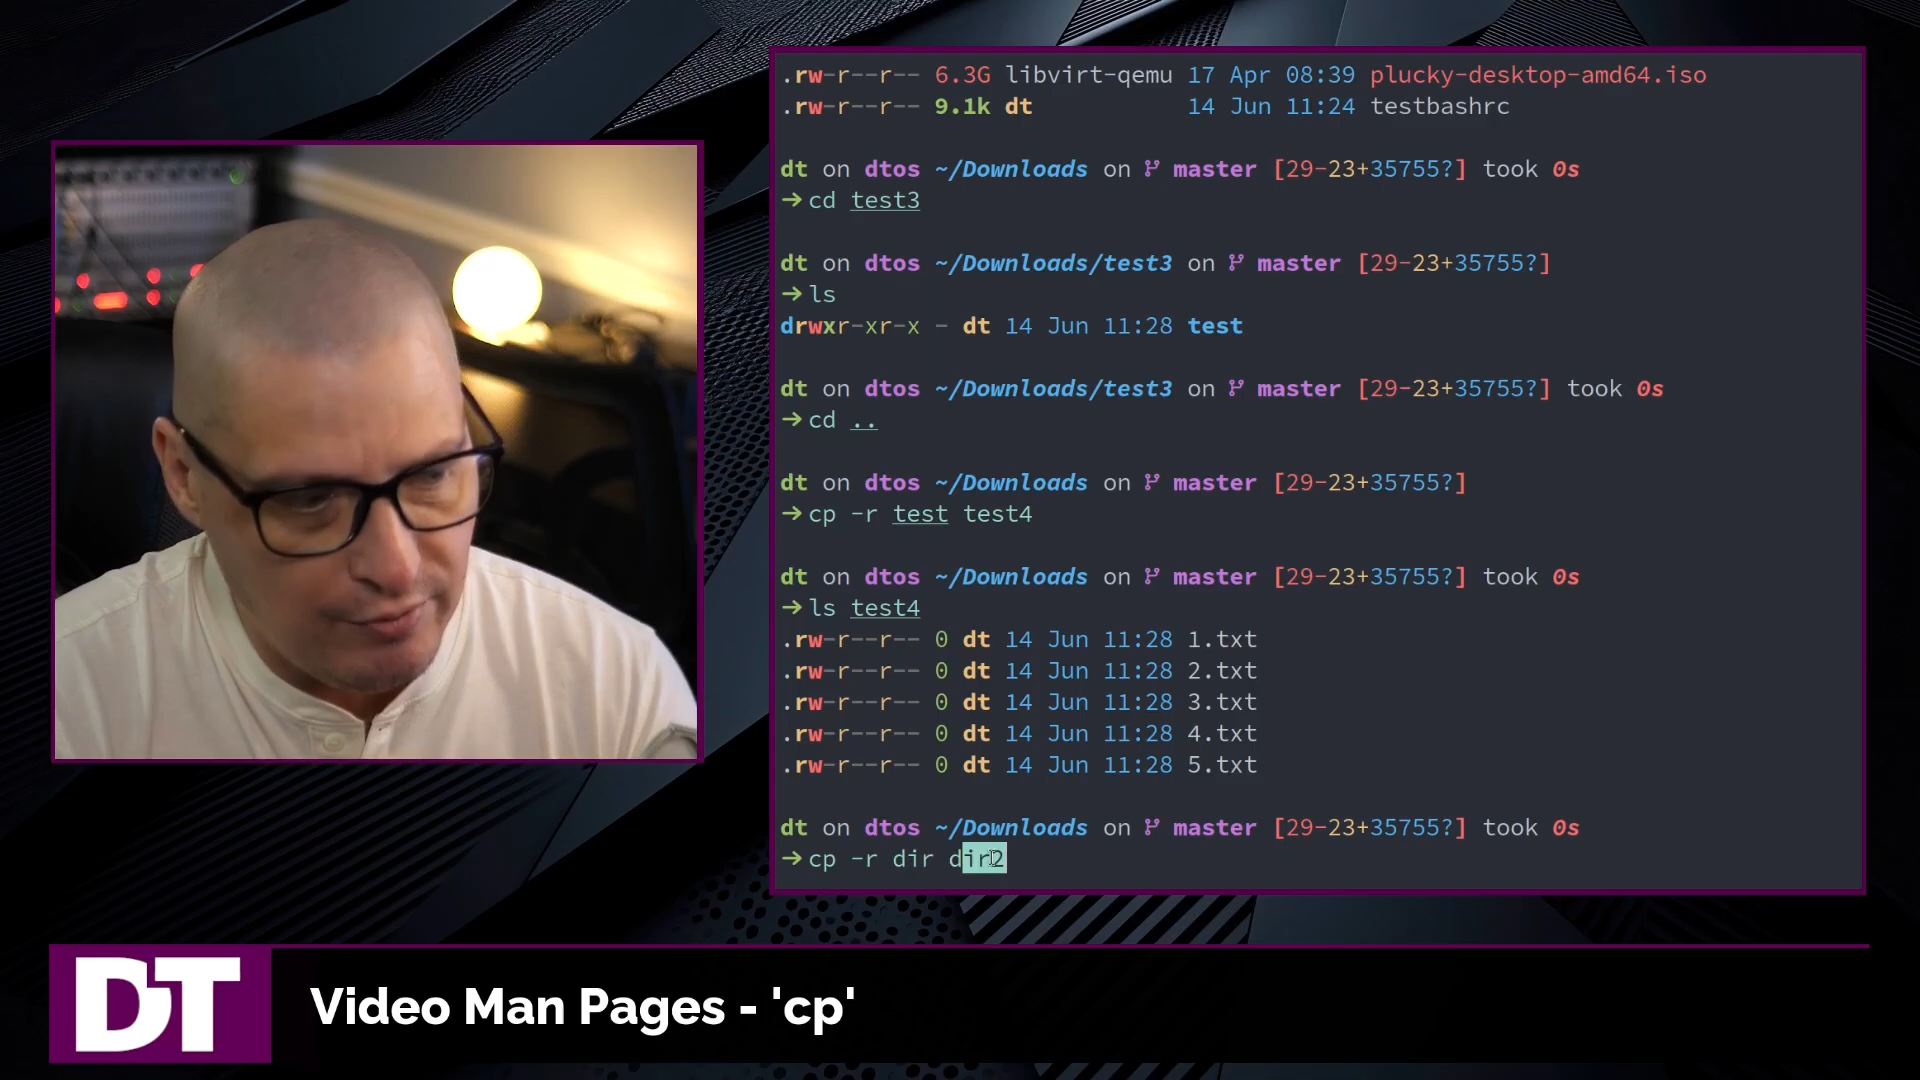 .rw-r--r-- 6.3G libvirt-qemu 17 Apr 08:39 plucky-desktop-amd64.iso
.rw-r--r-- 9.1k dt 14 Jun 11:24 testbashrc
dt on dtos ~/Downloads on master [29-23+35755?] took 0s
→ cd test3
dt on dtos ~/Downloads/test3 on master [29-23+35755?]
→ ls
drwxr-xr-x - dt 14 Jun 11:28 test
dt on dtos ~/Downloads/test3 on master [29-23+35755?] took 0s
→ cd ..
dt on dtos ~/Downloads on master [29-23+35755?]
→ cp -r test test4
dt on dtos ~/Downloads on master [29-23+35755?] took 0s
→ ls test4
.rw-r--r-- 0 dt 14 Jun 11:28 1.txt
.rw-r--r-- 0 dt 14 Jun 11:28 2.txt
.rw-r--r-- 0 dt 14 Jun 11:28 3.txt
.rw-r--r-- 0 dt 14 Jun 11:28 4.txt
.rw-r--r-- 0 dt 14 Jun 11:28 5.txt
dt on dtos ~/Downloads on master [29-23+35755?] took 0s
→ cp -r dir dir2
DT
Video Man Pages - 'cp'